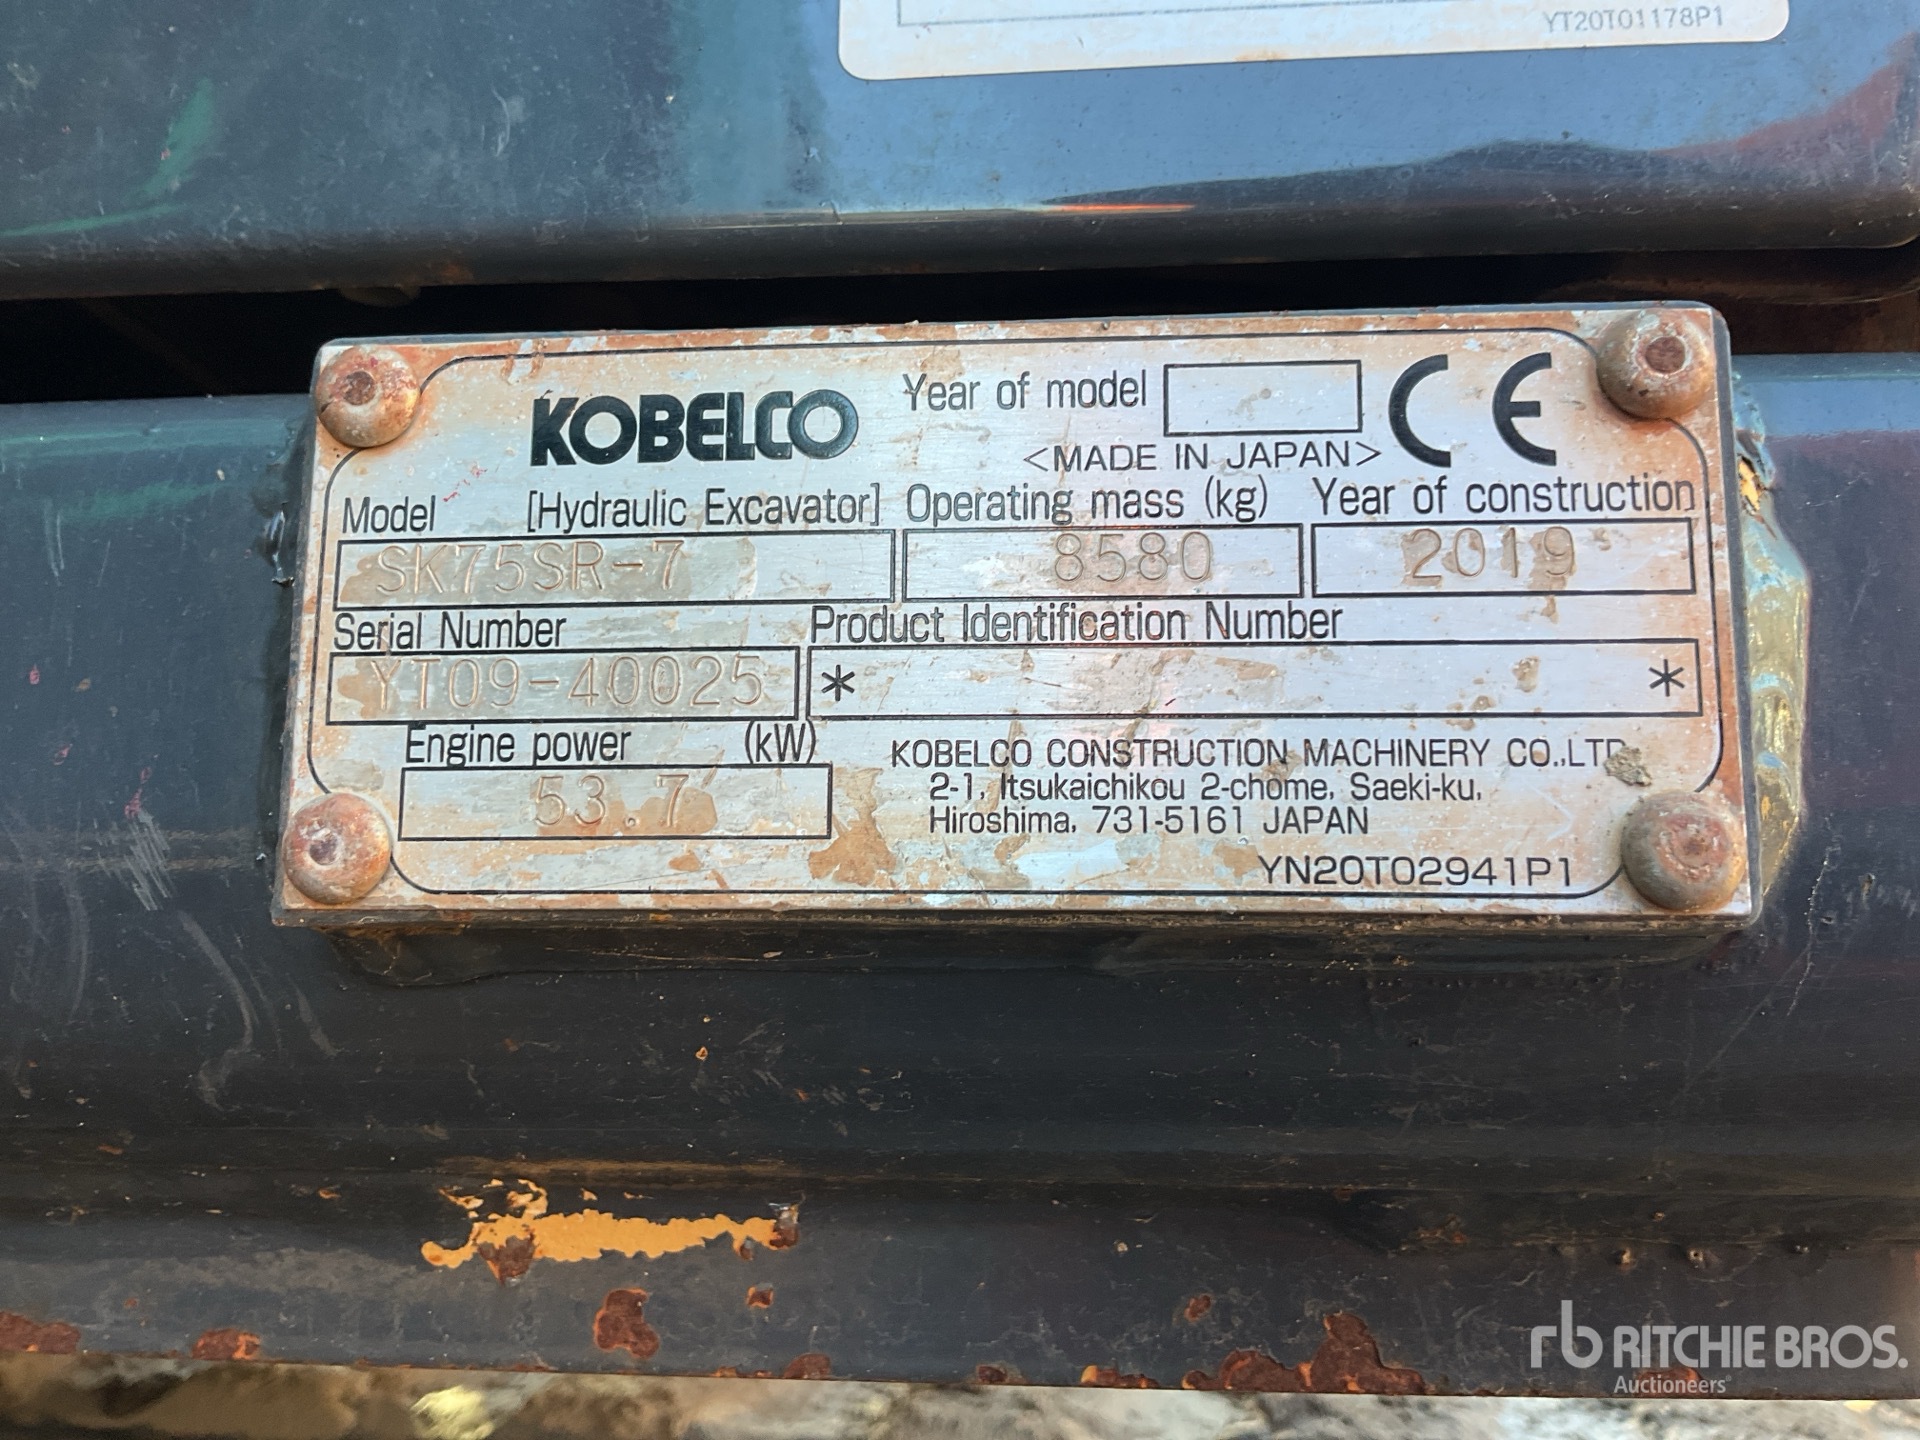 YT20T01178P1
KOBELCO
Year of model
CE
<MADE IN JAPAN>
Model [Hydraulic Excavator] Operating mass (kg) Year of construction
SK75SR-7 8580 2019
Serial Number Product Identification Number
YT09-40025 * *
Engine power (kW)
53.7
KOBELCO CONSTRUCTION MACHINERY CO.,LTD.
2-1, Itsukaichikou 2-chome, Saeki-ku,
Hiroshima, 731-5161 JAPAN
YN20T02941P1
rb RITCHIE BROS.
Auctioneers